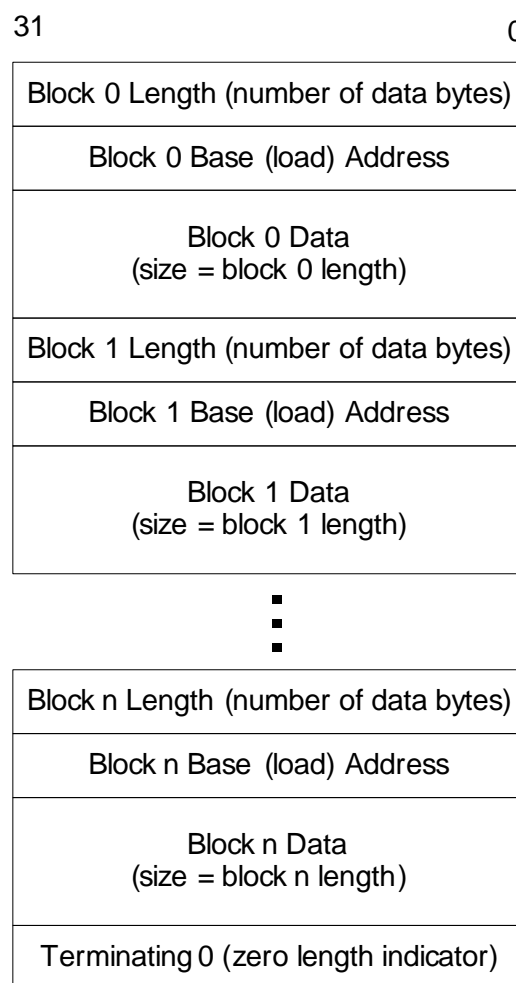 31 0
Block 0 Length (number of data bytes)
Block 0 Base (load) Address
Block 0 Data
(size = block 0 length)
Block 1 Length (number of data bytes)
Block 1 Base (load) Address
Block 1 Data
(size = block 1 length)
Block n Length (number of data bytes)
Block n Base (load) Address
Block n Data
(size = block n length)
Terminating 0 (zero length indicator)